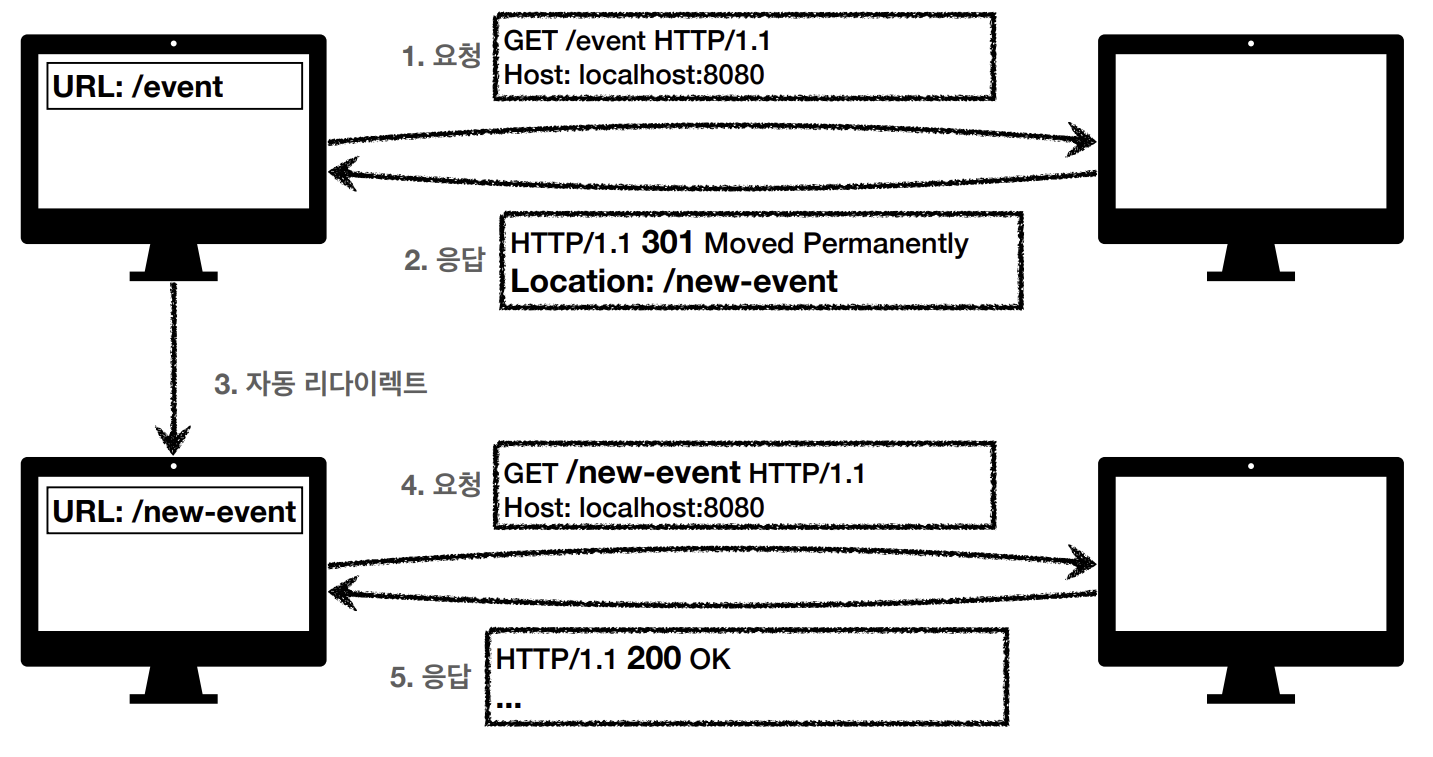 URL: /event
1. 요청
GET /event HTTP/1.1
Host: localhost:8080
2. 응답
HTTP/1.1 301 Moved Permanently
Location: /new-event
3. 자동 리다이렉트
URL: /new-event
4. 요청
GET /new-event HTTP/1.1
Host: localhost:8080
5. 응답
HTTP/1.1 200 OK
...